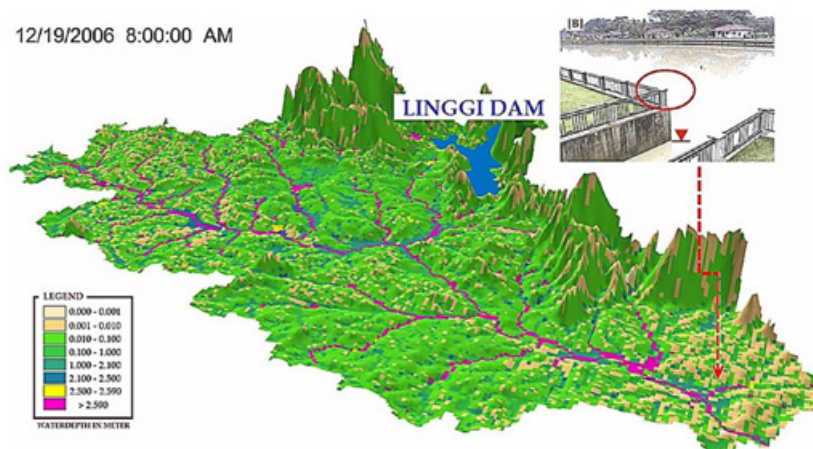 12/19/2006 8:00:00 AM
[B]
LINGGI DAM
LEGEND
0.000 - 0.001
0.001 - 0.010
0.010 - 0.100
0.100 - 1.000
1.000 - 2.100
2.100 - 2.500
2.500 - 2.590
> 2.590
WATERDEPTH IN METER